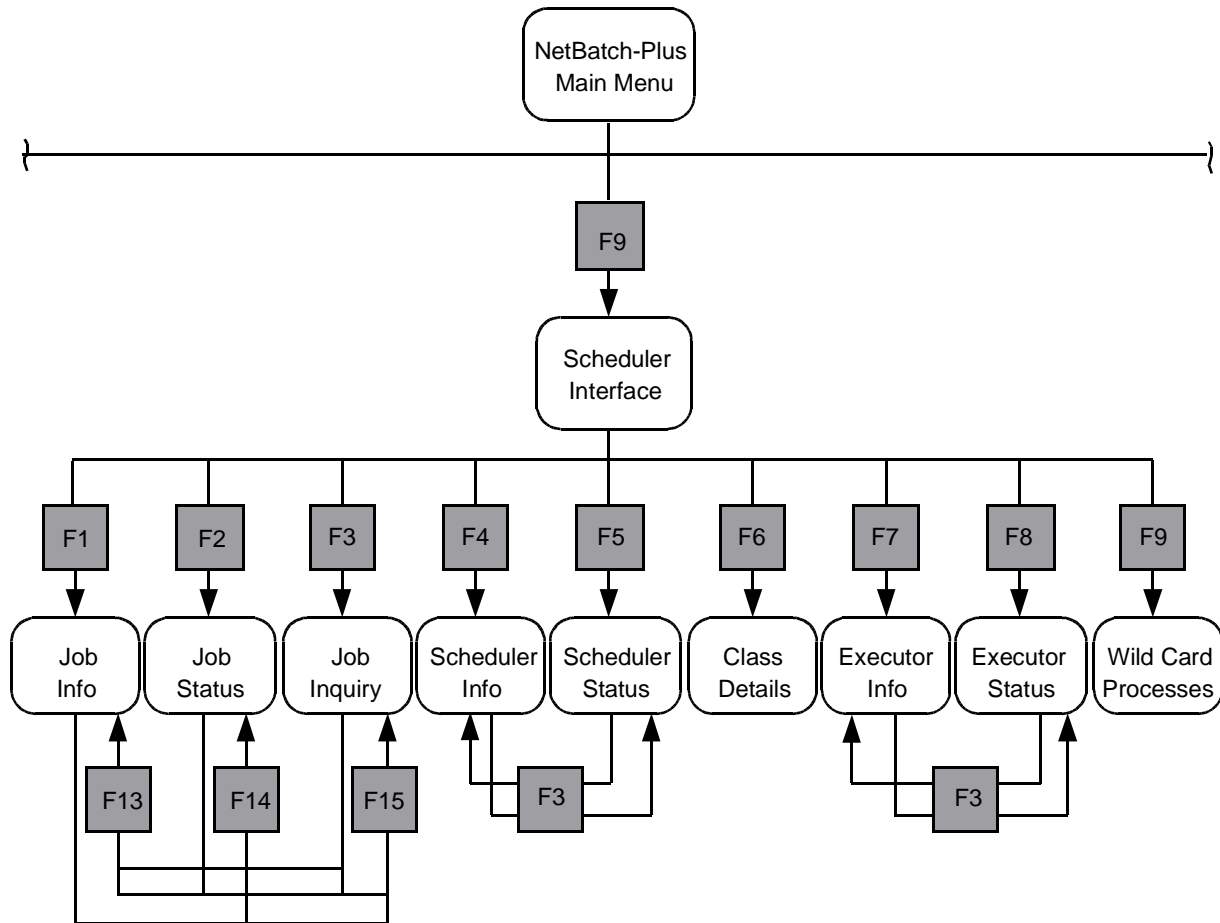 NetBatch-Plus
Main Menu
F9
Scheduler
Interface
F1
F2
F3
F4
F5
F6
F7
F8
F9
Job
Info
Job
Status
Job
Inquiry
Scheduler
Info
Scheduler
Status
Class
Details
Executor
Info
Executor
Status
Wild Card
Processes
F13
F14
F15
F3
F3